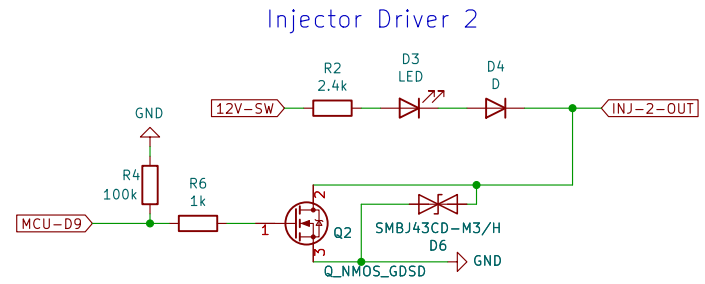 Injector Driver 2
D3
LED
R2
2.4k
D4
D
12V-SW
INJ-2-OUT
GND
R4
100k
R6
1k
2
MCU-D9
1
Q2
SMBJ43CD-M3/H
D6
3
GND
Q_NMOS_GDSD